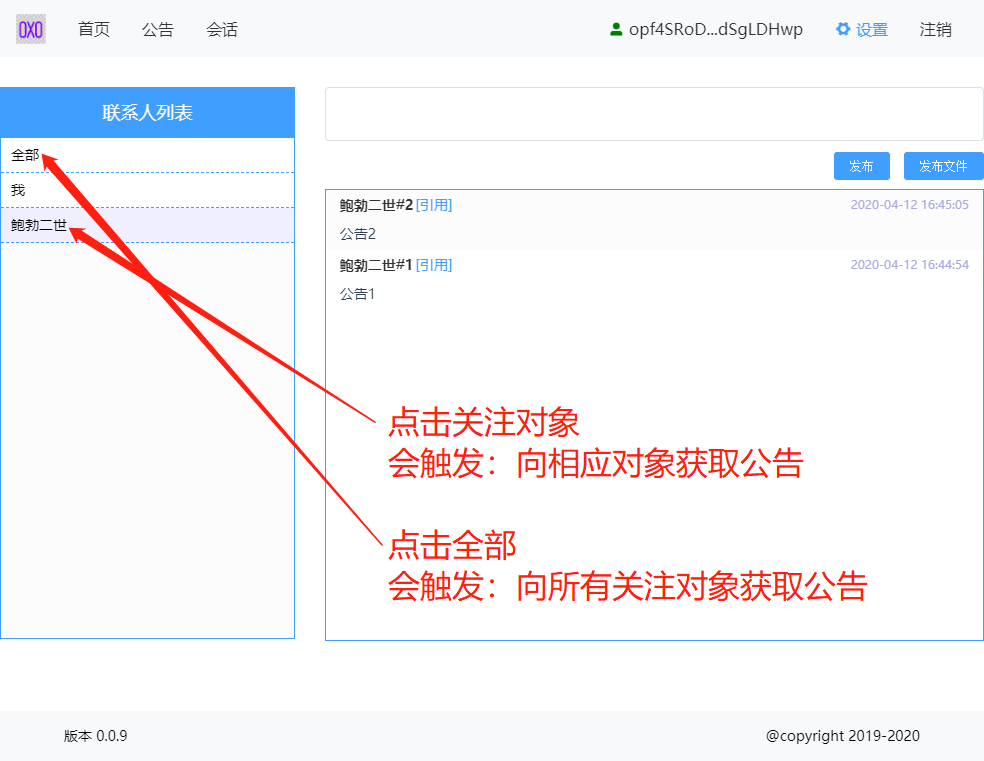 OXO 首页 公告 会话 opf4SRoD...dSgLDHwp 设置 注销
联系人列表
全部
我
鲍勃二世
发布 发布文件
鲍勃二世#2 [引用] 2020-04-12 16:45:05
公告2
鲍勃二世#1 [引用] 2020-04-12 16:44:54
公告1
点击关注对象
会触发：向相应对象获取公告
点击全部
会触发：向所有关注对象获取公告
版本 0.0.9 @copyright 2019-2020